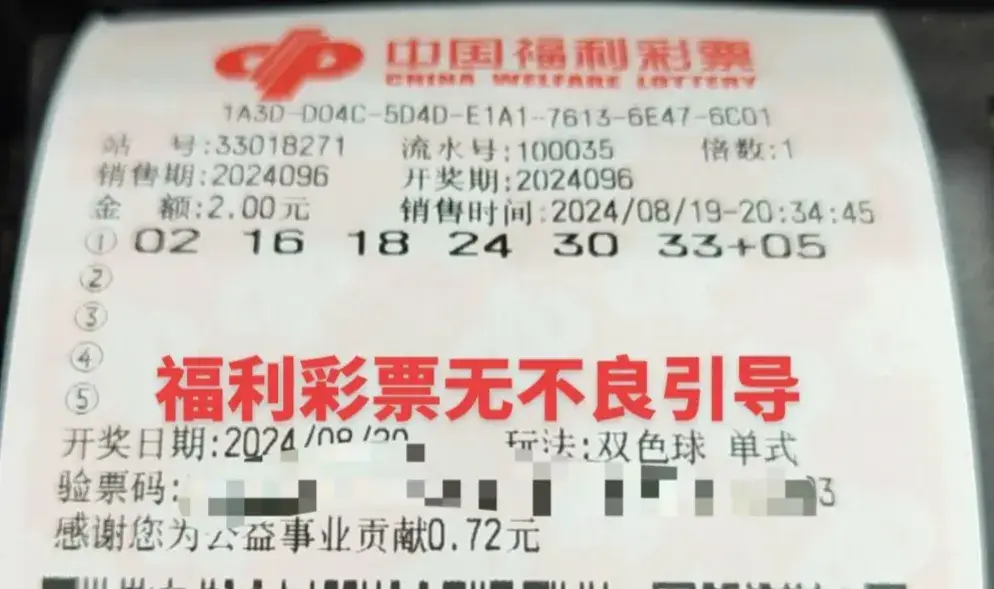 中国福利彩票
CHINA WELFARE LOTTERY
1A3D-D04C-5D4D-E1A1-7613-6E47-6C01
站 号:33018271 流水号:100035 倍数:1
销售期:2024096 开奖期:2024096
金 额:2.00元 销售时间:2024/08/19-20:34:45
① 02 16 18 24 30 33+05
②
③
④
福利彩票无不良引导
⑤
开奖日期:2024/08/20 玩法:双色球 单式
验票码: 03
感谢您为公益事业贡献0.72元